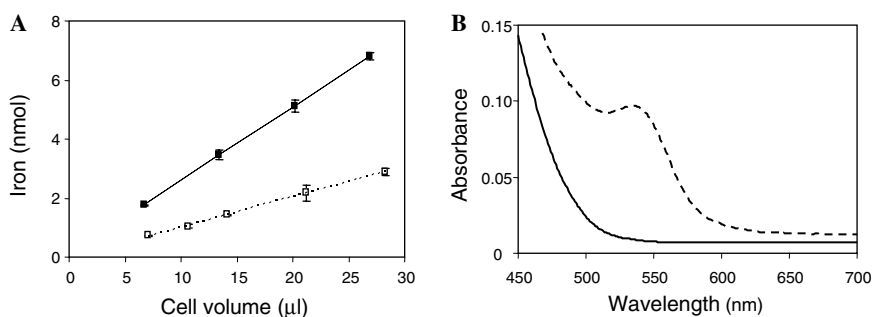 A
8
6
4
2
0
Iron (nmol)
0 5 10 15 20 25 30
Cell volume (μl)
B
0.15
0.10
0.05
0
Absorbance
450 500 550 600 650 700
Wavelength (nm)